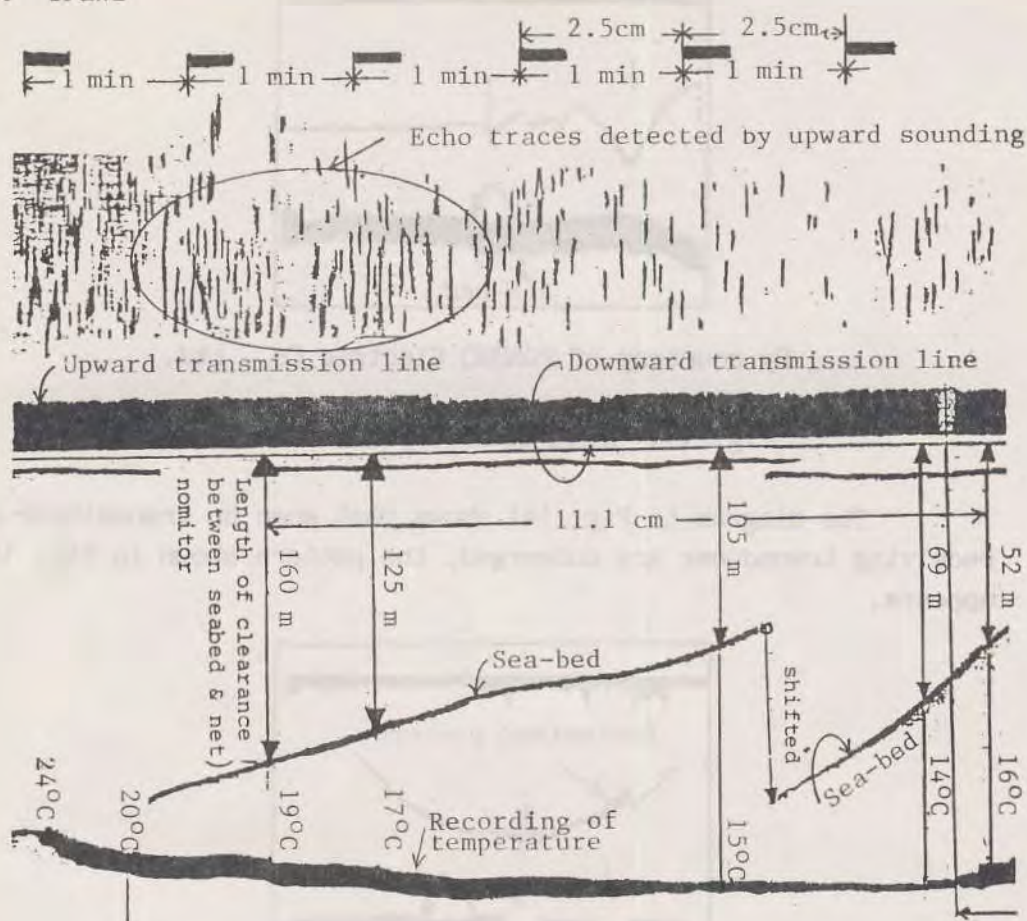 2.5cm 2.5cm
1 min 1 min 1 min 1 min 1 min
Echo traces detected by upward sounding
Upward transmission line
Downward transmission line
Length of clearance
between seabed & net)
nomitor
11.1 cm
160 m
125 m
105 m
69 m
52 m
Sea-bed
shifted
Sea-bed
24°C
20°C
19°C
17°C
15°C
14°C
16°C
Recording of
temperature